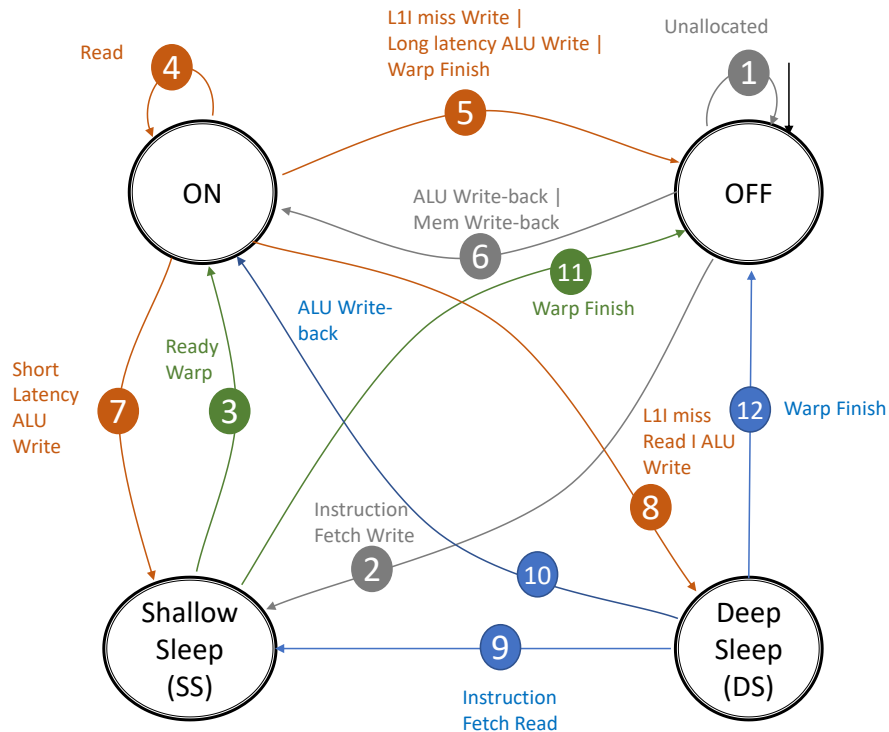 L1I miss Write |
Long latency ALU Write |
Warp Finish
Unallocated
Read
4
1
5
ON
OFF
ALU Write-back |
Mem Write-back
6
11
Warp Finish
ALU Write-
back
Ready
Warp
Short
Latency
ALU
Write
7
3
12
Warp Finish
L1I miss
Read I ALU
Write
8
Instruction
Fetch Write
2
10
Shallow
Sleep
(SS)
9
Deep
Sleep
(DS)
Instruction
Fetch Read